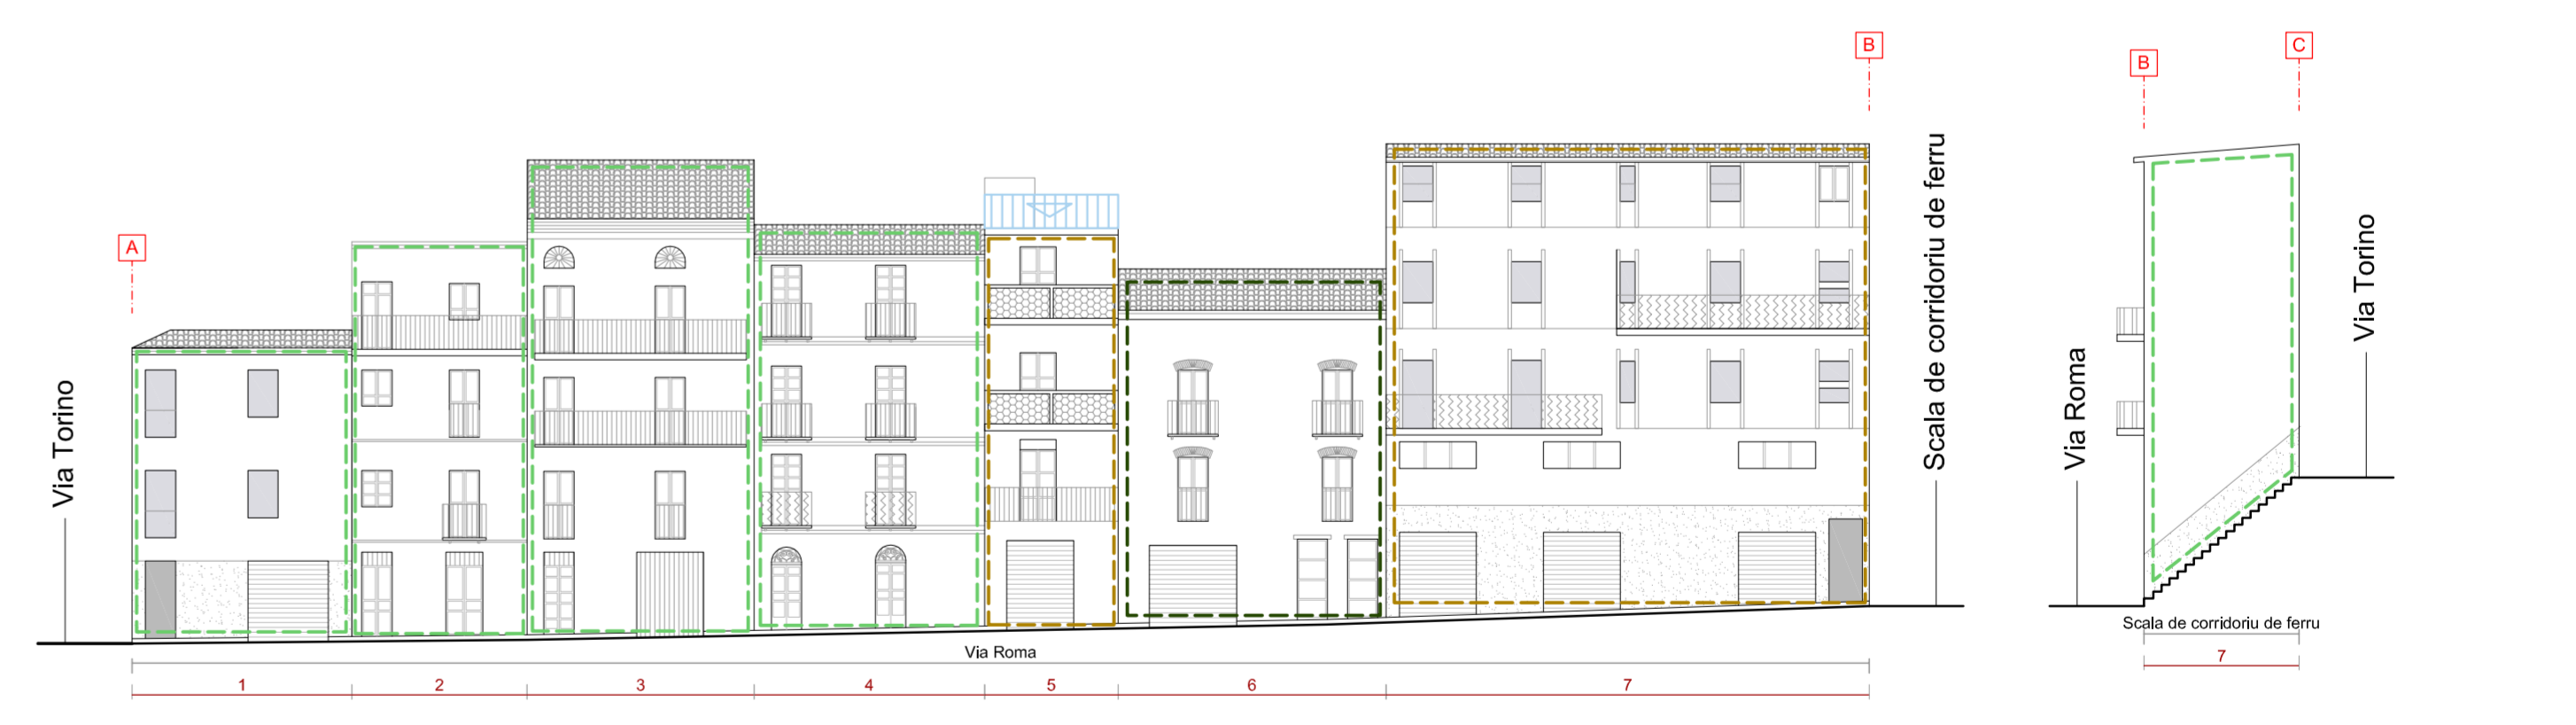 A
B
B
C
Via Torino
Scala de corridoriu de ferru
Via Roma
Via Torino
Via Roma
1
2
3
4
5
6
7
Scala de corridoriu de ferru
7